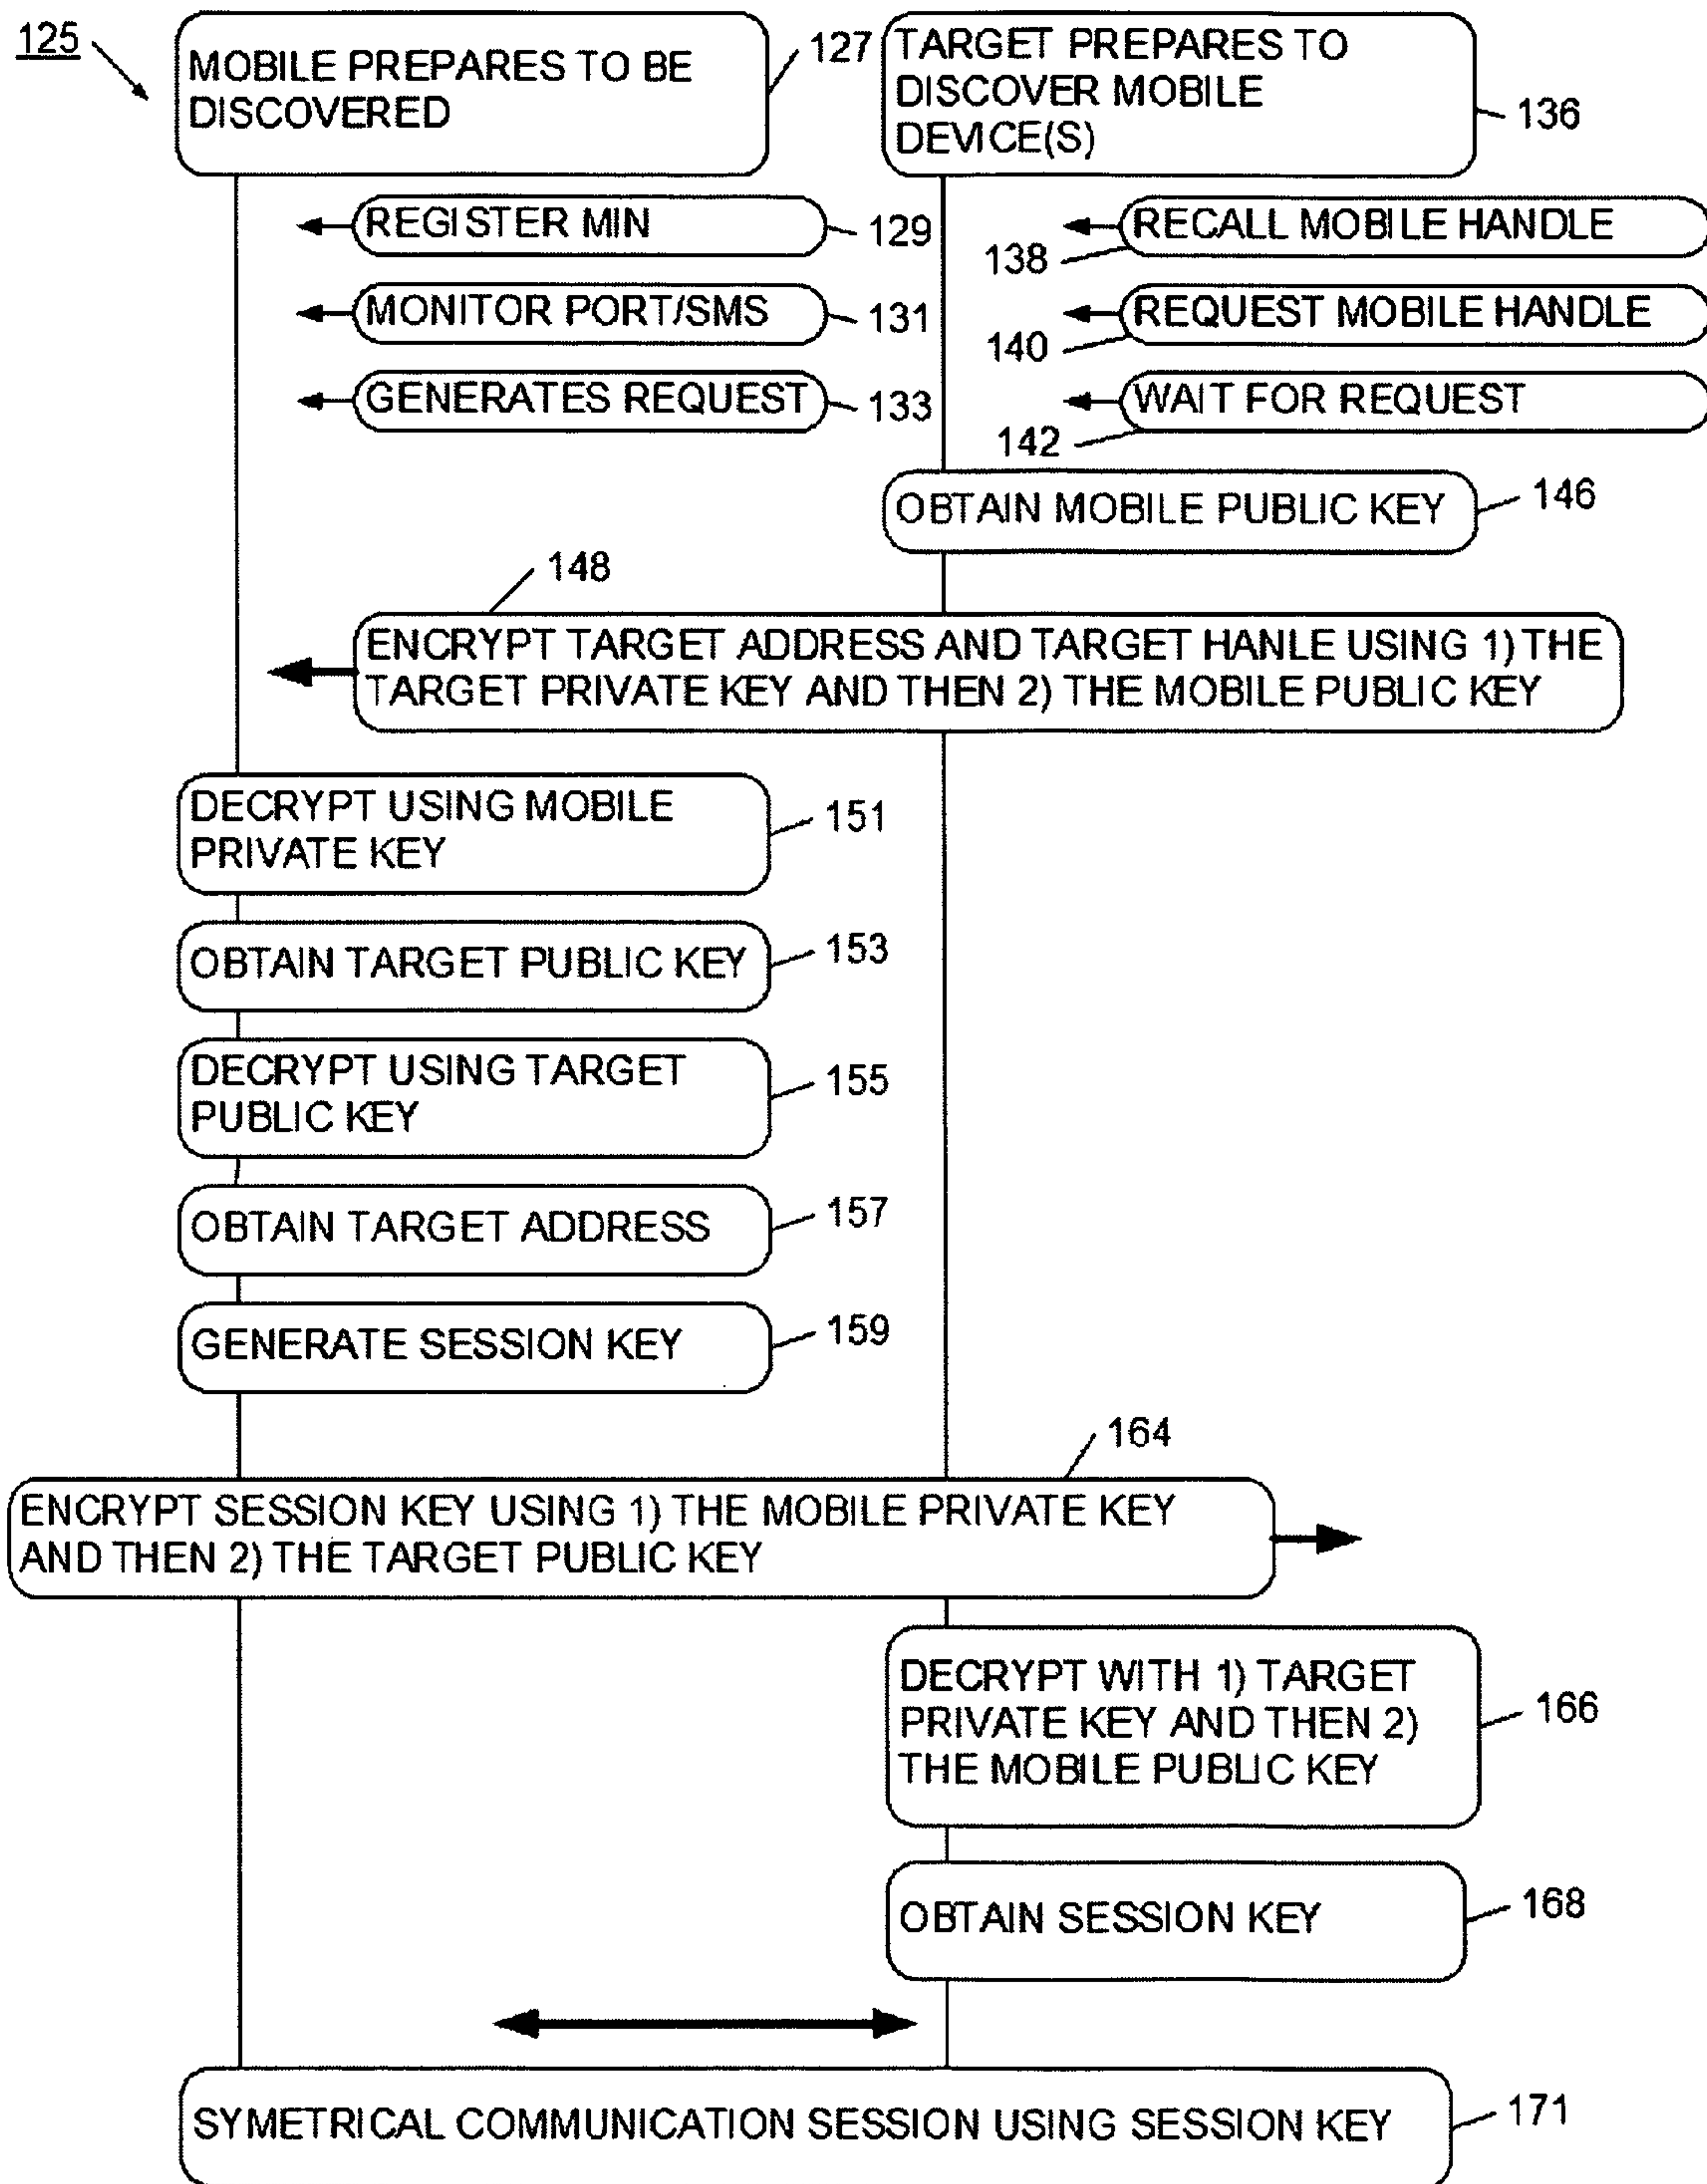 125
MOBILE PREPARES TO BE
DISCOVERED
127
TARGET PREPARES TO
DISCOVER MOBILE
DEVICE(S)
136
REGISTER MIN
129
RECALL MOBILE HANDLE
138
MONITOR PORT/SMS
131
REQUEST MOBILE HANDLE
140
GENERATES REQUEST
133
WAIT FOR REQUEST
142
OBTAIN MOBILE PUBLIC KEY
146
148
ENCRYPT TARGET ADDRESS AND TARGET HANLE USING 1) THE
TARGET PRIVATE KEY AND THEN 2) THE MOBILE PUBLIC KEY
DECRYPT USING MOBILE
PRIVATE KEY
151
OBTAIN TARGET PUBLIC KEY
153
DECRYPT USING TARGET
PUBLIC KEY
155
OBTAIN TARGET ADDRESS
157
GENERATE SESSION KEY
159
164
ENCRYPT SESSION KEY USING 1) THE MOBILE PRIVATE KEY
AND THEN 2) THE TARGET PUBLIC KEY
DECRYPT WITH 1) TARGET
PRIVATE KEY AND THEN 2)
THE MOBILE PUBLIC KEY
166
OBTAIN SESSION KEY
168
SYMETRICAL COMMUNICATION SESSION USING SESSION KEY
171